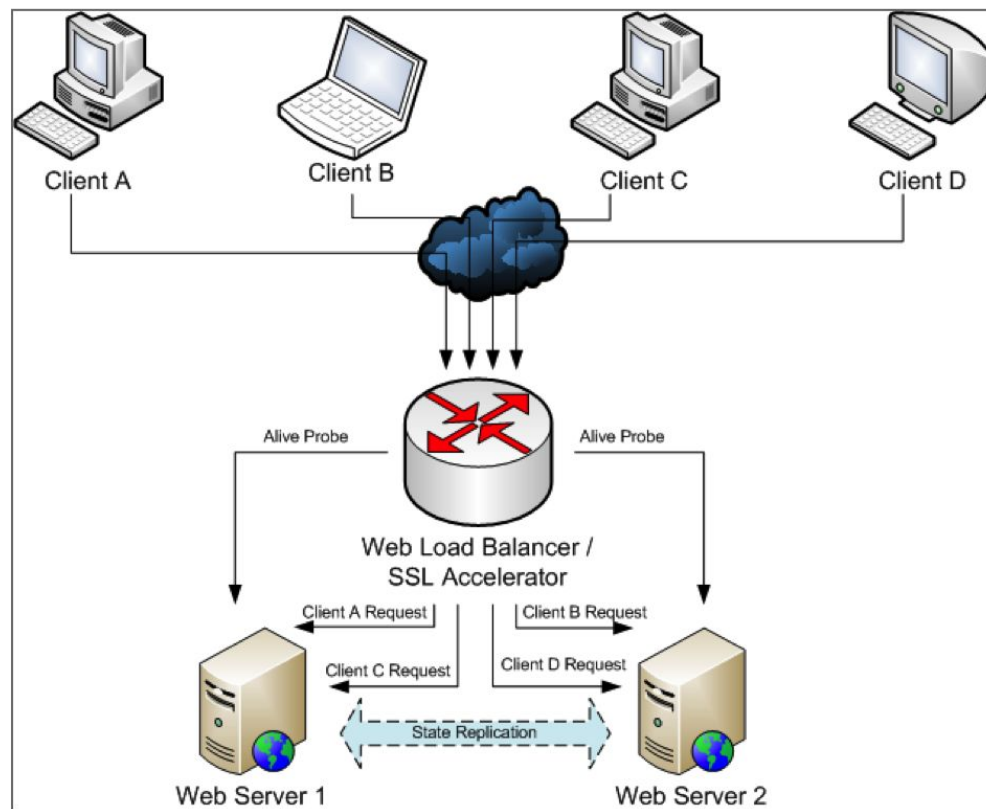 Client A
Client B
Client C
Client D
Alive Probe
Alive Probe
Web Load Balancer /
SSL Accelerator
Client A Request
Client B Request
Client C Request
Client D Request
State Replication
Web Server 1
Web Server 2